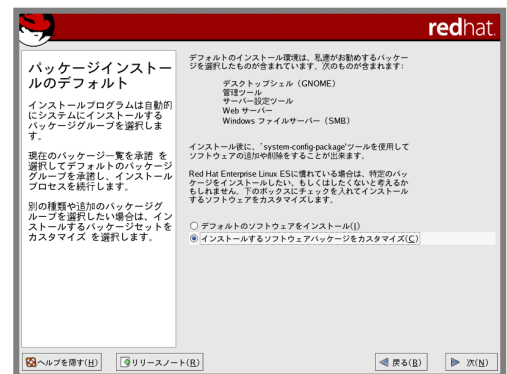 redhat.
パッケージインストー
ルのデフォルト
インストールプログラムは自動的
にシステムにインストールする
パッケージグループを選択しま
す。
現在のパッケージ一覧を承諾 を
選択してデフォルトのパッケージ
グループを承諾し、インストール
プロセスを続行します。
別の種類や追加のパッケージグ
ループを選択したい場合は、イン
ストールするパッケージセットを
カスタマイズ を選択します。
デフォルトのインストール環境は、私達がお勧めするパッケー
ジを選択したものが含まれています。次のものが含まれます:
デスクトップシェル（GNOME）
管理ツール
サーバー設定ツール
Web サーバー
Windows ファイルサーバー（SMB）
インストール後に、`system-config-package'ツールを使用して
ソフトウェアの追加や削除をすることが出来ます。
Red Hat Enterprise Linux ESに慣れている場合は、特定のパッ
ケージをインストールしたい、もしくはしたくないと考えるか
もしれません。下のボックスにチェックを入れてインストール
するソフトウェアをカスタマイズします。
デフォルトのソフトウェアをインストール(I)
インストールするソフトウェアパッケージをカスタマイズ(C)
ヘルプを隠す(H)
リリースノート(R)
戻る(B)
次(N)